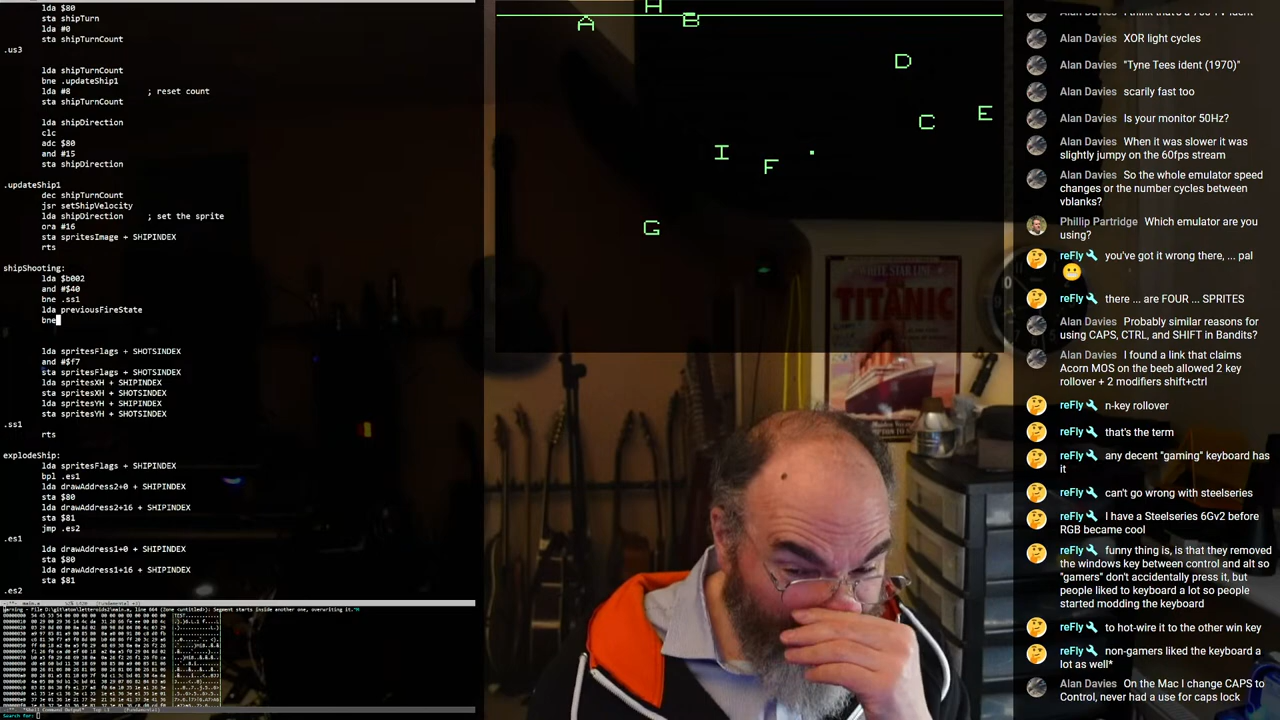 lda $80
sta shipTurn
lda #0
sta shipTurnCount
.us3
lda shipTurnCount
bne .updateShip1
lda #8 ; reset count
sta shipTurnCount
lda shipDirection
clc
adc $80
and #15
sta shipDirection
.updateShip1
dec shipTurnCount
jsr setShipVelocity
lda shipDirection ; set the sprite
ora #16
sta spritesImage + SHIPINDEX
rts
shipShooting:
lda $b002
and #$40
bne .ss1
lda previousFireState
bne
lda spritesFlags + SHOTSINDEX
and #$f7
sta spritesFlags + SHOTSINDEX
lda spritesXH + SHIPINDEX
sta spritesXH + SHOTSINDEX
lda spritesYH + SHIPINDEX
sta spritesYH + SHOTSINDEX
.ss1
rts
explodeShip:
lda spritesFlags + SHIPINDEX
bpl .es1
lda drawAddress2+0 + SHIPINDEX
sta $80
lda drawAddress2+16 + SHIPINDEX
sta $81
jmp .es2
.es1
lda drawAddress1+0 + SHIPINDEX
sta $80
lda drawAddress1+16 + SHIPINDEX
sta $81
.es2
Segment starts inside another one, overwriting it.
Search for:
H
A
B
D
E
C
I
F
G
WHITE STAR LINE
TITANIC
Alan Davies XOR light cycles
Alan Davies "Tyne Tees ident (1970)"
Alan Davies scarily fast too
Alan Davies Is your monitor 50Hz?
Alan Davies When it was slower it was
slightly jumpy on the 60fps stream
Alan Davies So the whole emulator speed
changes or the number cycles between
vblanks?
Phillip Partridge Which emulator are you
using?
reFly you've got it wrong there, ... pal
reFly there ... are FOUR ... SPRITES
Alan Davies Probably similar reasons for
using CAPS, CTRL, and SHIFT in Bandits?
Alan Davies I found a link that claims
Acorn MOS on the beeb allowed 2 key
rollover + 2 modifiers shift+ctrl
reFly n-key rollover
reFly that's the term
reFly any decent "gaming" keyboard has
it
reFly can't go wrong with steelseries
reFly I have a Steelseries 6Gv2 before
RGB became cool
reFly funny thing is, is that they removed
the windows key between control and alt so
"gamers" don't accidenly press it, but
people liked to keyboard a lot so people
started modding the keyboard
reFly to hot-wire it to the other win key
reFly non-gamers liked the keyboard a
lot as well*
Alan Davies On the Mac I change CAPS to
Control, never had a use for caps lock